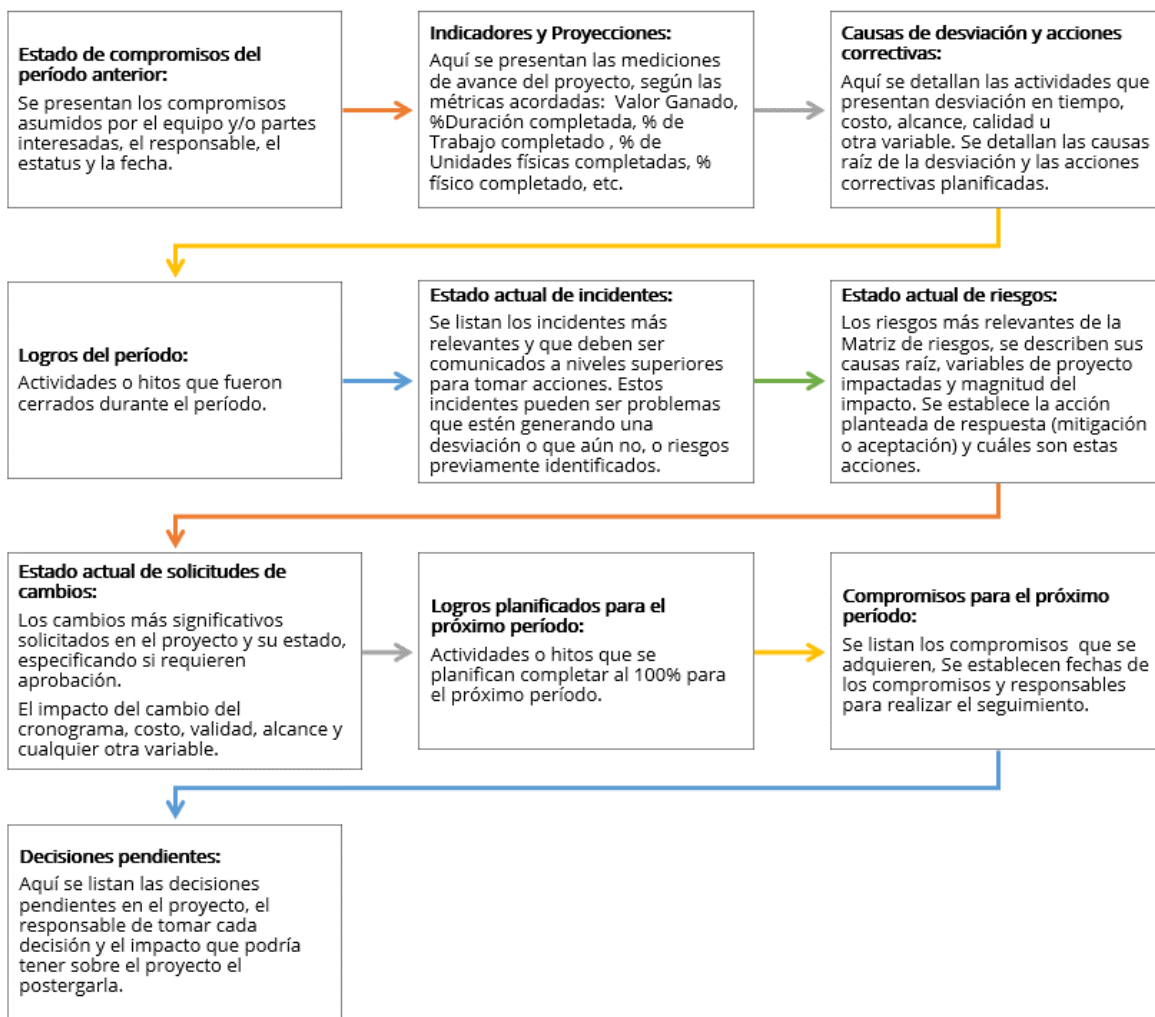 Estado de compromisos del
período anterior:
Se presentan los compromisos
asumidos por el equipo y/o partes
interesadas, el responsable, el
estatus y la fecha.
Indicadores y Proyecciones:
Aquí se presentan las mediciones
de avance del proyecto, según las
métricas acordadas:  Valor Ganado,
%Duración completada, % de
Trabajo completado , % de
Unidades físicas completadas, %
físico completado, etc.
Causas de desviación y acciones
correctivas:
Aquí se detallan las actividades que
presentan desviación en tiempo,
costo, alcance, calidad u
otra variable. Se detallan las causas
raíz de la desviación y las acciones
correctivas planificadas.
Logros del período:
Actividades o hitos que fueron
cerrados durante el período.
Estado actual de incidentes:
Se listan los incidentes más
relevantes y que deben ser
comunicados a niveles superiores
para tomar acciones. Estos
incidentes pueden ser problemas
que estén generando una
desviación o que aún no, o riesgos
previamente identificados.
Estado actual de riesgos:
Los riesgos más relevantes de la
Matriz de riesgos, se describen sus
causas raíz, variables de proyecto
impactadas y magnitud del
impacto. Se establece la acción
planteada de respuesta (mitigación
o aceptación) y cuáles son estas
acciones.
Estado actual de solicitudes de
cambios:
Los cambios más significativos
solicitados en el proyecto y su estado,
especificando si requieren
aprobación.
El impacto del cambio del
cronograma, costo, validad, alcance y
cualquier otra variable.
Logros planificados para el
próximo período:
Actividades o hitos que se
planifican completar al 100% para
el próximo período.
Compromisos para el próximo
período:
Se listan los compromisos  que se
adquieren, Se establecen fechas de
los compromisos y responsables
para realizar el seguimiento.
Decisiones pendientes:
Aquí se listan las decisiones
pendientes en el proyecto, el
responsable de tomar cada
decisión y el impacto que podría
tener sobre el proyecto el
postergarla.